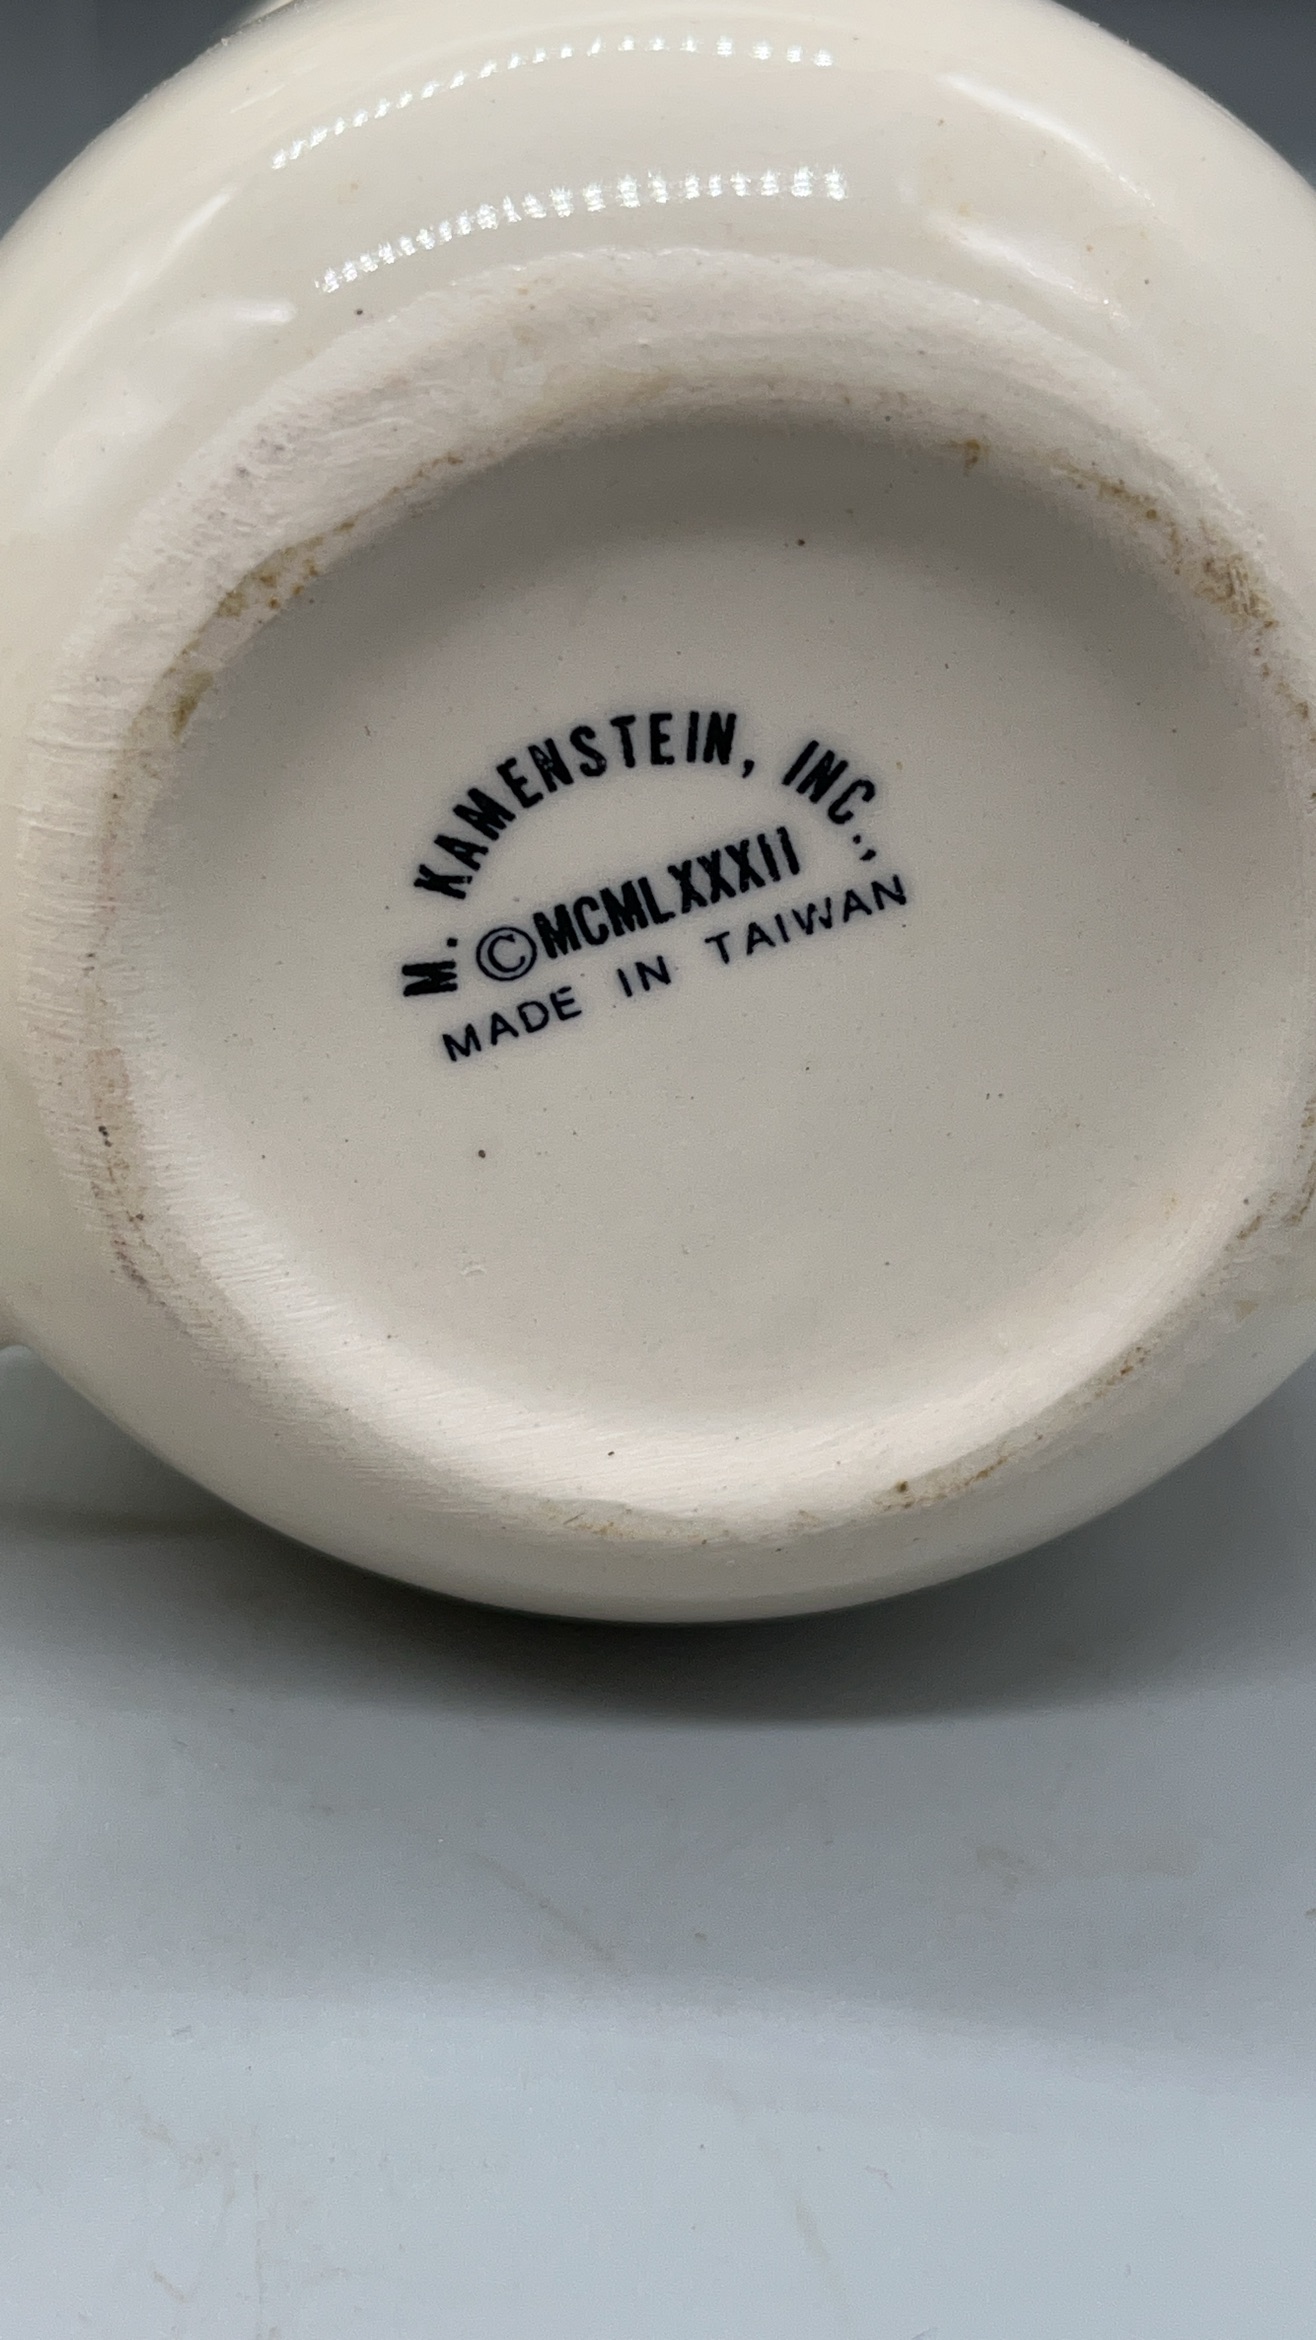 M. KAMENSTEIN, INC.,
©MCMLXXXII
MADE IN TAIWAN